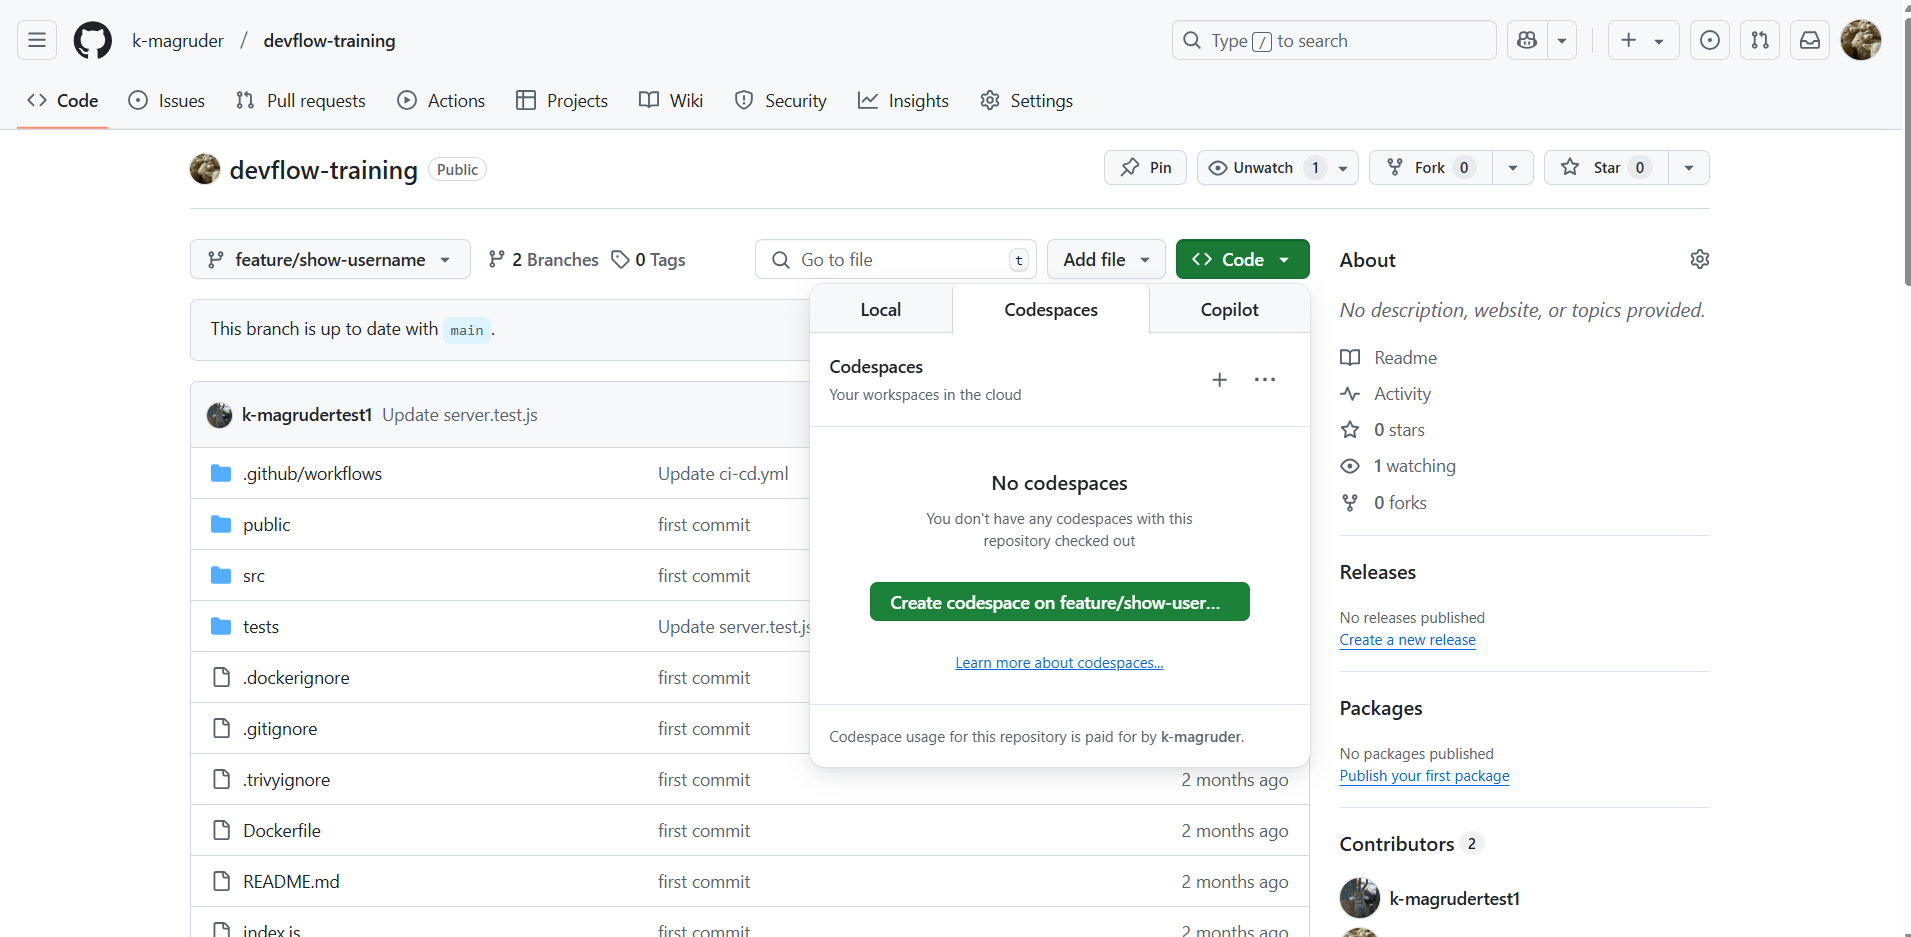 k-magruder / devflow-training
Type / to search
Code
Issues
Pull requests
Actions
Projects
Wiki
Security
Insights
Settings
devflow-training Public
Pin
Unwatch 1
Fork 0
Star 0
feature/show-username
2 Branches
0 Tags
Go to file t
Add file
Code
This branch is up to date with main .
k-magrudertest1 Update server.test.js
.github/workflows Update ci-cd.yml
public first commit
src first commit
tests Update server.test.js
.dockerignore first commit
.gitignore first commit
.trivyignore first commit 2 months ago
Dockerfile first commit 2 months ago
README.md first commit 2 months ago
index.js first commit 2 months ago
Local
Codespaces
Copilot
Codespaces
Your workspaces in the cloud
No codespaces
You don't have any codespaces with this
repository checked out
Create codespace on feature/show-user...
Learn more about codespaces...
Codespace usage for this repository is paid for by k-magruder.
About
No description, website, or topics provided.
Readme
Activity
0 stars
1 watching
0 forks
Releases
No releases published
Create a new release
Packages
No packages published
Publish your first package
Contributors 2
k-magrudertest1